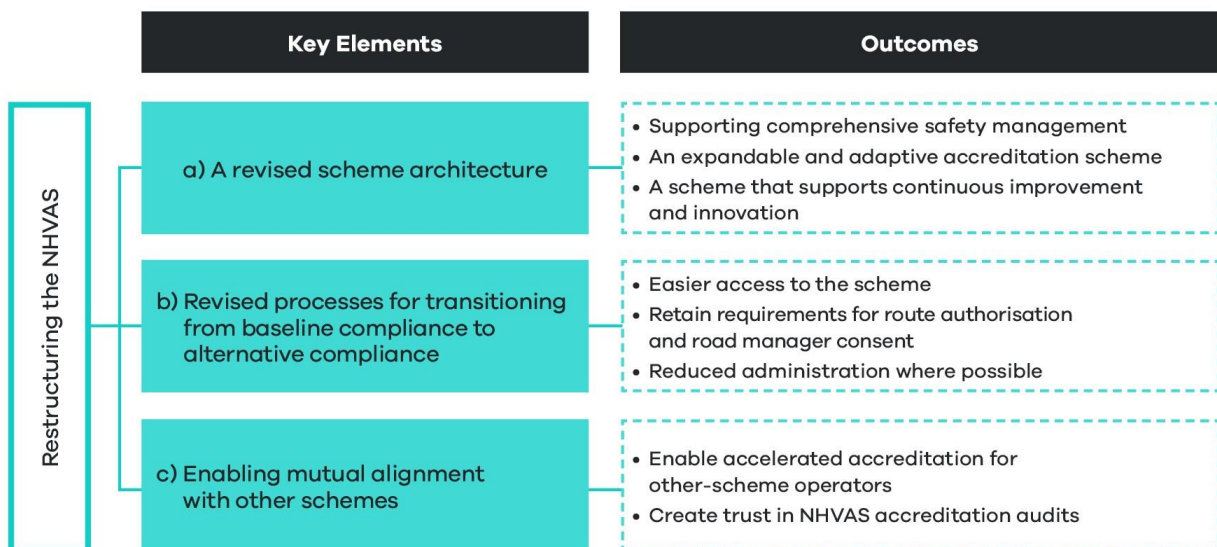 Key Elements
Outcomes
Restructuring the NHVAS
a) A revised scheme architecture
• Supporting comprehensive safety management
• An expandable and adaptive accreditation scheme
• A scheme that supports continuous improvement
and innovation
b) Revised processes for transitioning
from baseline compliance to
alternative compliance
• Easier access to the scheme
• Retain requirements for route authorisation
and road manager consent
• Reduced administration where possible
c) Enabling mutual alignment
with other schemes
• Enable accelerated accreditation for
other-scheme operators
• Create trust in NHVAS accreditation audits